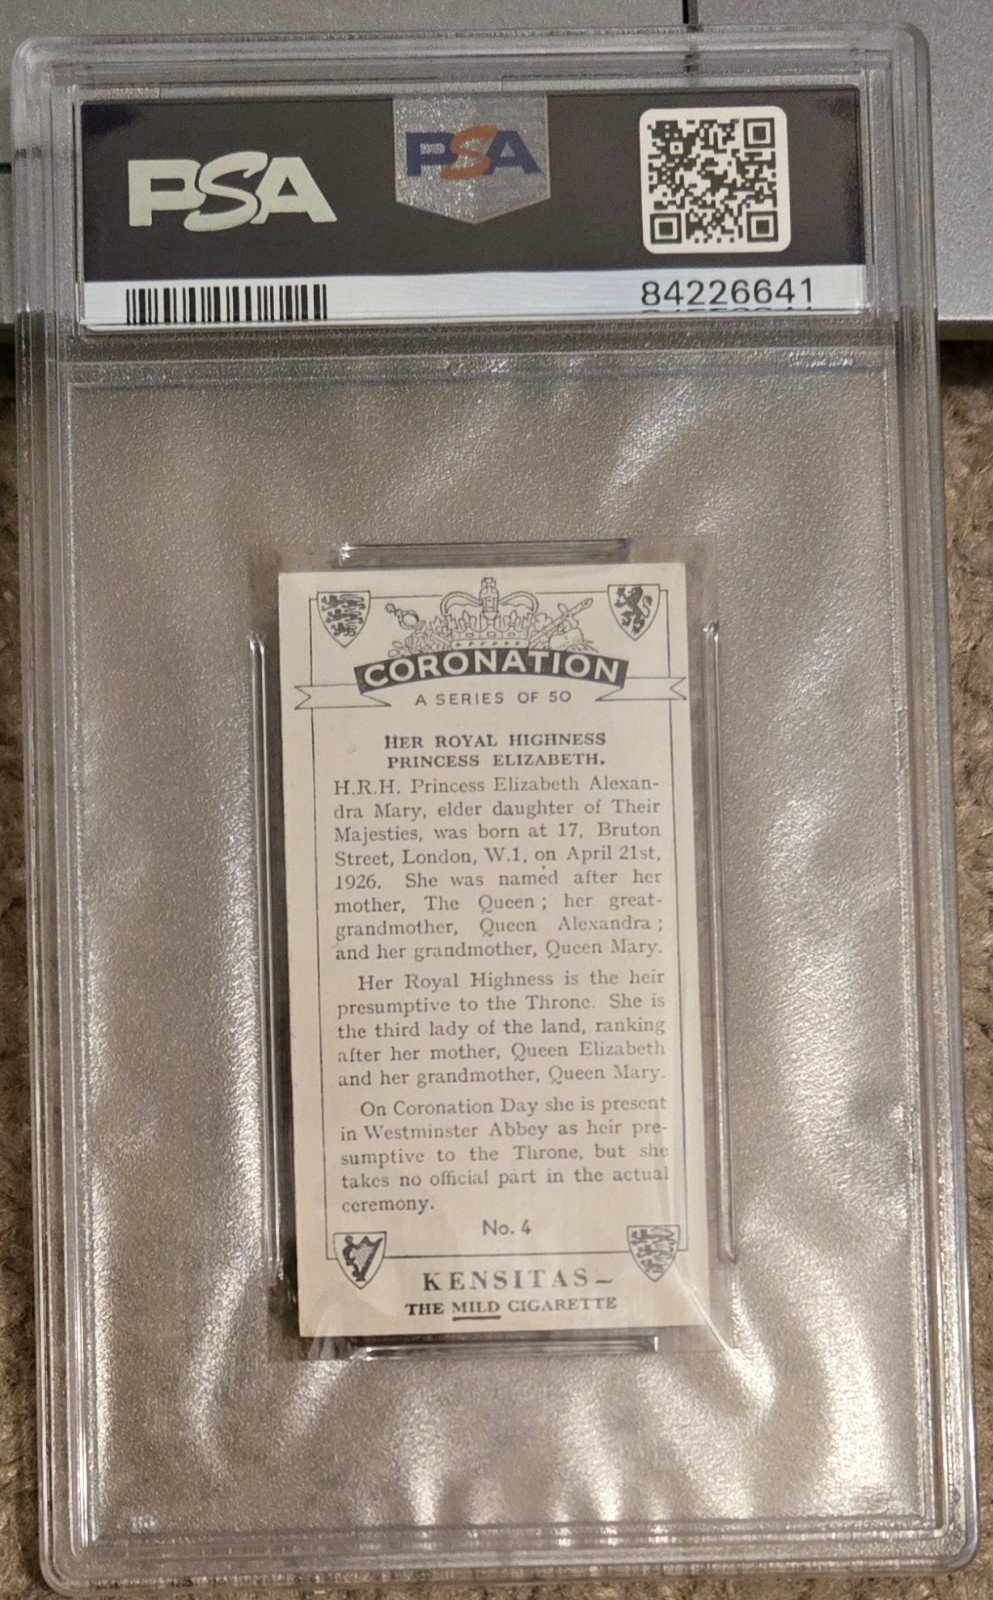 PSA
PSA
84226641
CORONATION
A SERIES OF 50
HER ROYAL HIGHNESS
PRINCESS ELIZABETH.
H.R.H. Princess Elizabeth Alexan-
dra Mary, elder daughter of Their
Majesties, was born at 17, Bruton
Street, London, W.1, on April 21st,
1926. She was named after her
mother, The Queen; her great-
grandmother, Queen Alexandra;
and her grandmother, Queen Mary.
Her Royal Highness is the heir
presumptive to the Throne. She is
the third lady of the land, ranking
after her mother, Queen Elizabeth
and her grandmother, Queen Mary.
On Coronation Day she is present
in Westminster Abbey as heir pre-
sumptive to the Throne, but she
takes no official part in the actual
ceremony.
No. 4
KENSITAS—
THE MILD CIGARETTE